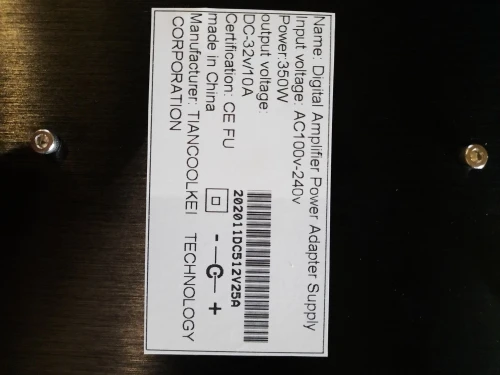 Name: Digital Amplifier Power Adapter Supply
Input voltage: AC100v-240v
Power:350W
output voltage:
DC-32v/10A
Certification: CE FU
made in China
Manufacturer: TIANCOOLKEI TECHNOLOGY
CORPORATION
202011DC512V25A
- +